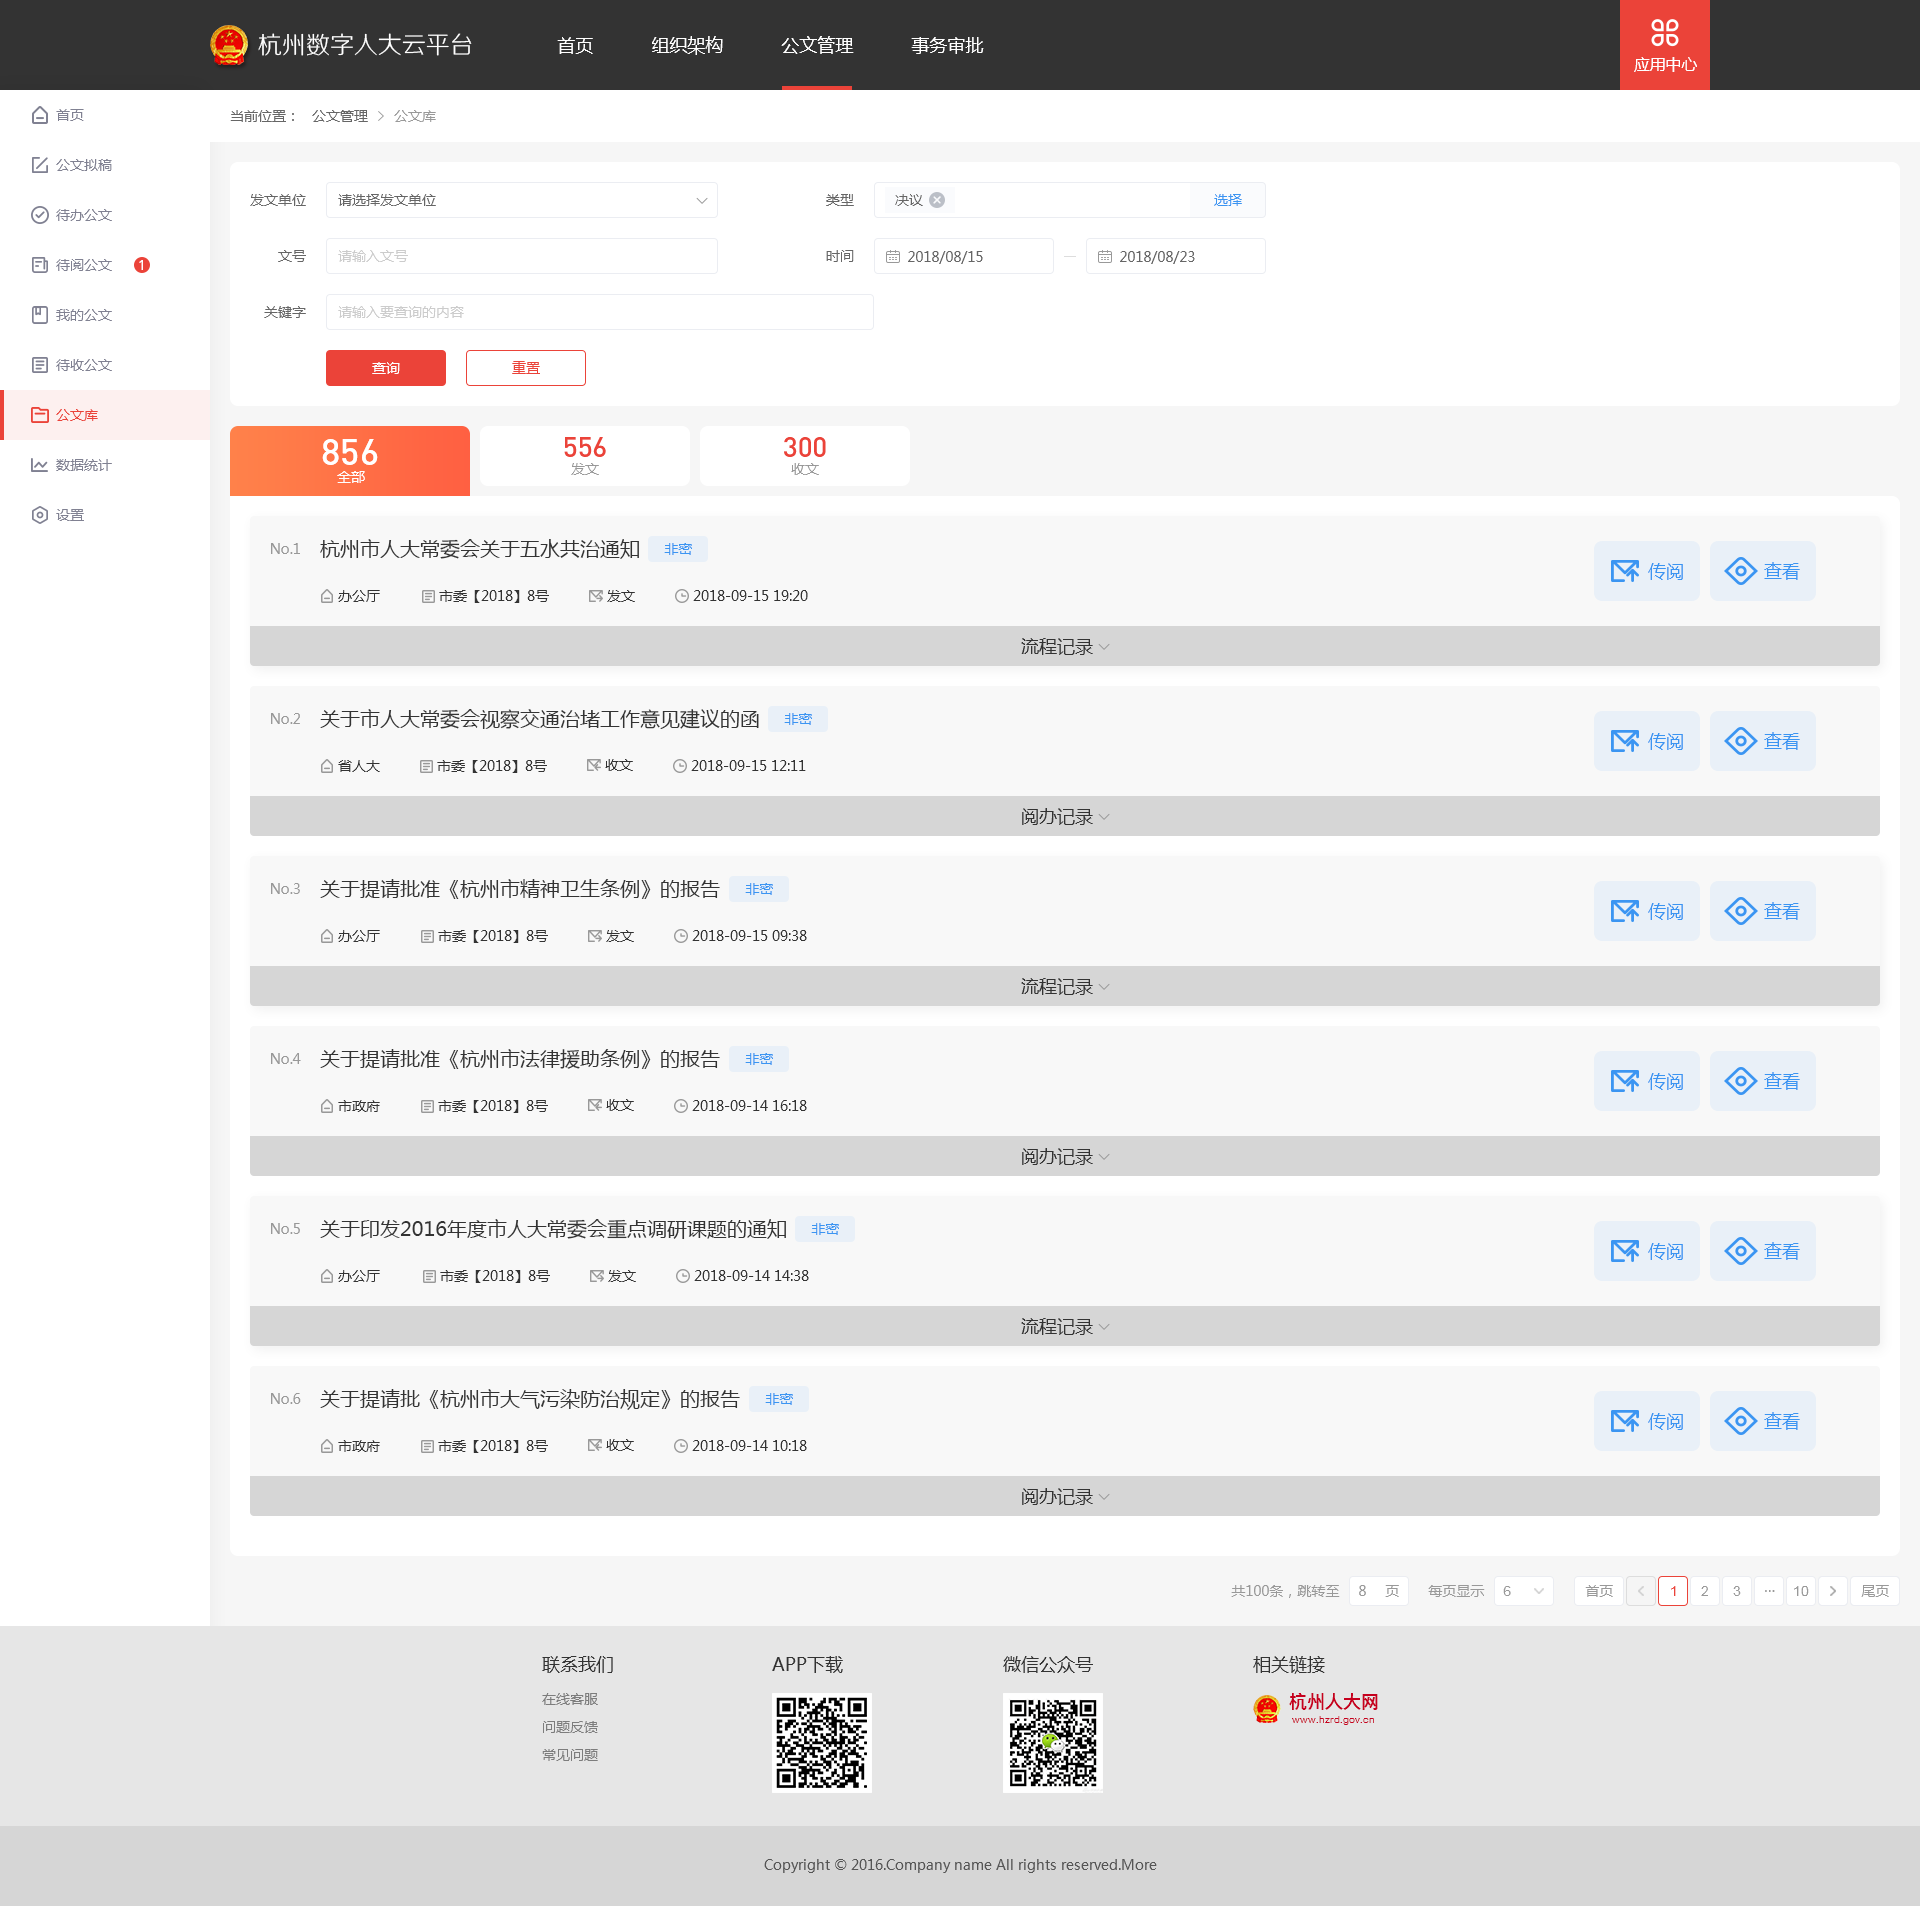 杭州数字人大云平台
首页 组织架构 公文管理 事务审批
应用中心
首页
公文拟稿
待办公文
待阅公文 1
我的公文
待收公文
公文库
数据统计
设置
当前位置： 公文管理 > 公文库
发文单位 请选择发文单位 类型 决议 选择
文号 请输入文号 时间 2018/08/15 — 2018/08/23
关键字 请输入要查询的内容
查询 重置
856 556 300
全部 发文 收文
No.1 杭州市人大常委会关于五水共治通知 非密
办公厅 市委【2018】8号 发文 2018-09-15 19:20
传阅 查看
流程记录
No.2 关于市人大常委会视察交通治堵工作意见建议的函 非密
省人大 市委【2018】8号 收文 2018-09-15 12:11
传阅 查看
阅办记录
No.3 关于提请批准《杭州市精神卫生条例》的报告 非密
办公厅 市委【2018】8号 发文 2018-09-15 09:38
传阅 查看
流程记录
No.4 关于提请批准《杭州市法律援助条例》的报告 非密
市政府 市委【2018】8号 收文 2018-09-14 16:18
传阅 查看
阅办记录
No.5 关于印发2016年度市人大常委会重点调研课题的通知 非密
办公厅 市委【2018】8号 发文 2018-09-14 14:38
传阅 查看
流程记录
No.6 关于提请批《杭州市大气污染防治规定》的报告 非密
市政府 市委【2018】8号 收文 2018-09-14 10:18
传阅 查看
阅办记录
共100条，跳转至 8 页 每页显示 6 首页 < 1 2 3 ··· 10 > 尾页
联系我们
在线客服
问题反馈
常见问题
APP下载
微信公众号
相关链接
杭州人大网
www.hzrd.gov.cn
Copyright © 2016.Company name All rights reserved.More